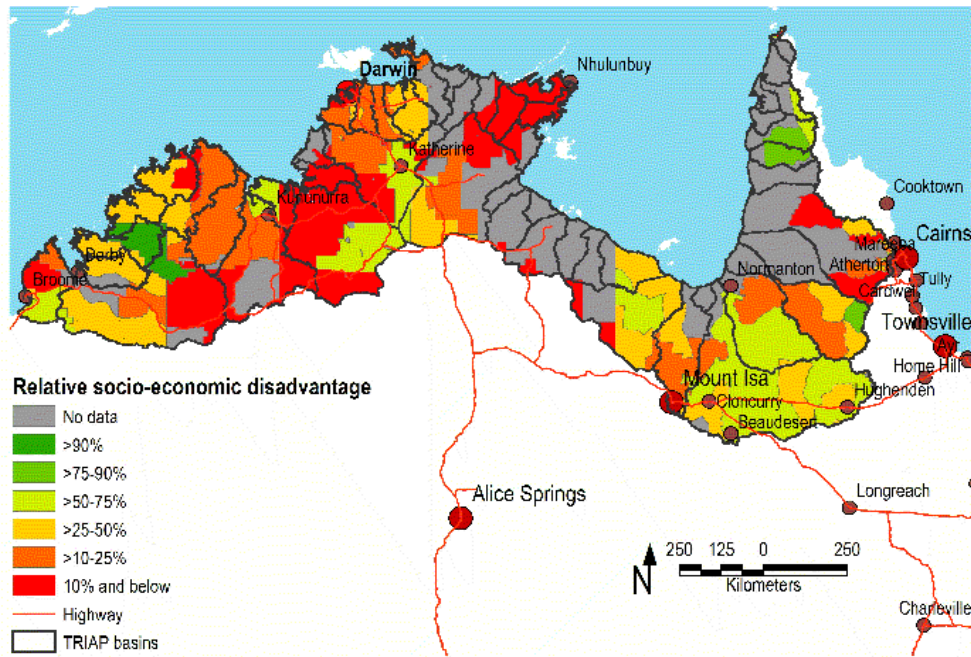 Darwin
Nhulunbuy
Katherine
Cooktown
Kununurra
Cairns
Mareeba
Derby
Atherton
Tully
Broome
Normanton
Cardwell
Townsville
Ayr
Relative socio-economic disadvantage
Home Hill
Mount Isa
No data
Cloncurry
Hughenden
>90%
Beaudesert
>75-90%
>50-75%
Alice Springs
Longreach
>25-50%
>10-25%
250 125 0 250
N
10% and below
Kilometers
Highway
Charleville
TRIAP basins